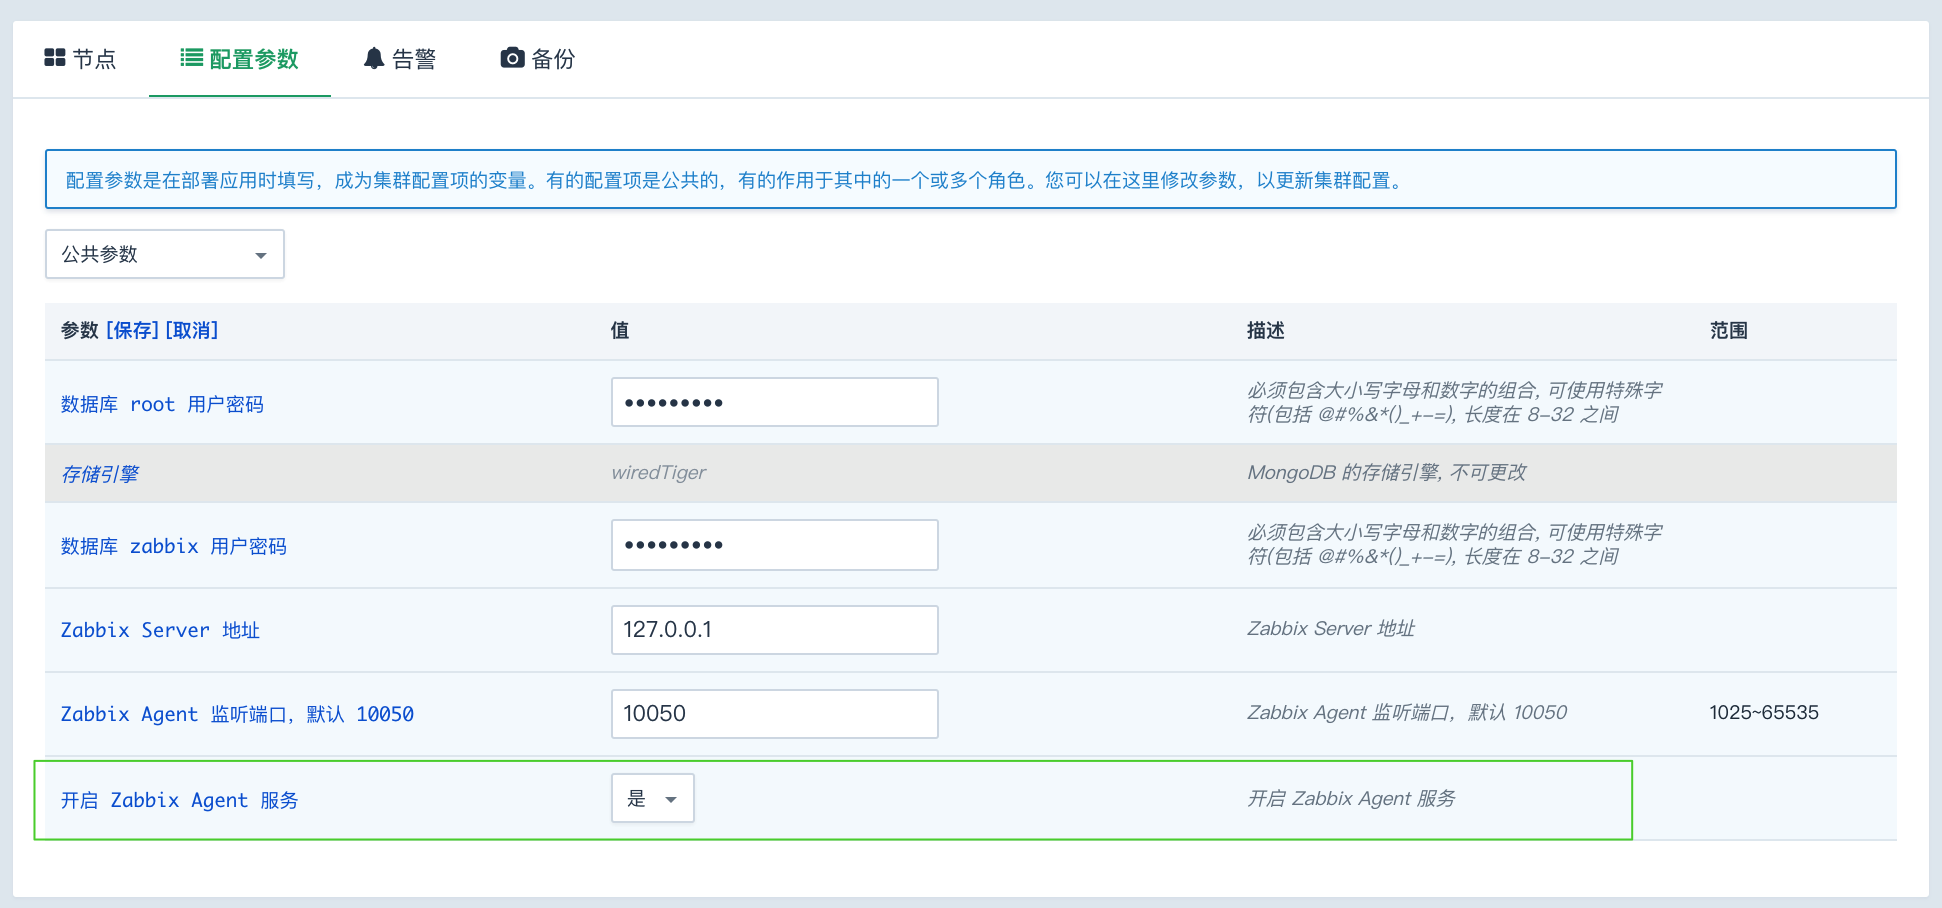 节点 配置参数 告警 备份
配置参数是在部署应用时填写，成为集群配置项的变量。有的配置项是公共的，有的作用于其中的一个或多个角色。您可以在这里修改参数，以更新集群配置。
公共参数
参数 [保存] [取消] 值 描述 范围
数据库 root 用户密码 ••••••••• 必须包含大小写字母和数字的组合, 可使用特殊字
符(包括 @#%&*()_+-=), 长度在 8-32 之间
存储引擎 wiredTiger MongoDB 的存储引擎, 不可更改
数据库 zabbix 用户密码 ••••••••• 必须包含大小写字母和数字的组合, 可使用特殊字
符(包括 @#%&*()_+-=), 长度在 8-32 之间
Zabbix Server 地址 127.0.0.1 Zabbix Server 地址
Zabbix Agent 监听端口，默认 10050 10050 Zabbix Agent 监听端口，默认 10050 1025~65535
开启 Zabbix Agent 服务 是 开启 Zabbix Agent 服务